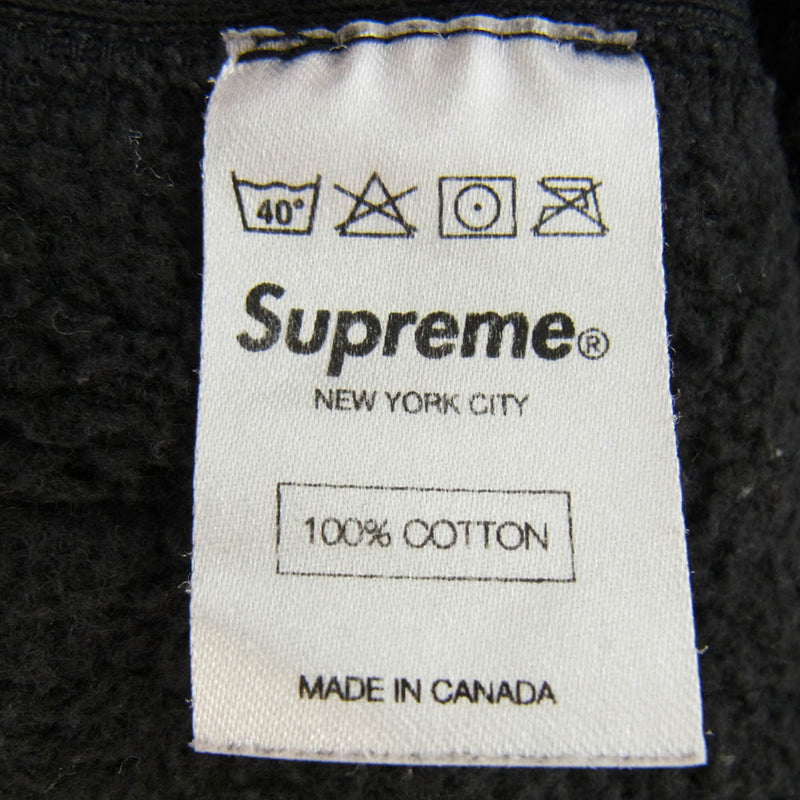 40°
Supreme®
NEW YORK CITY
100% COTTON
MADE IN CANADA